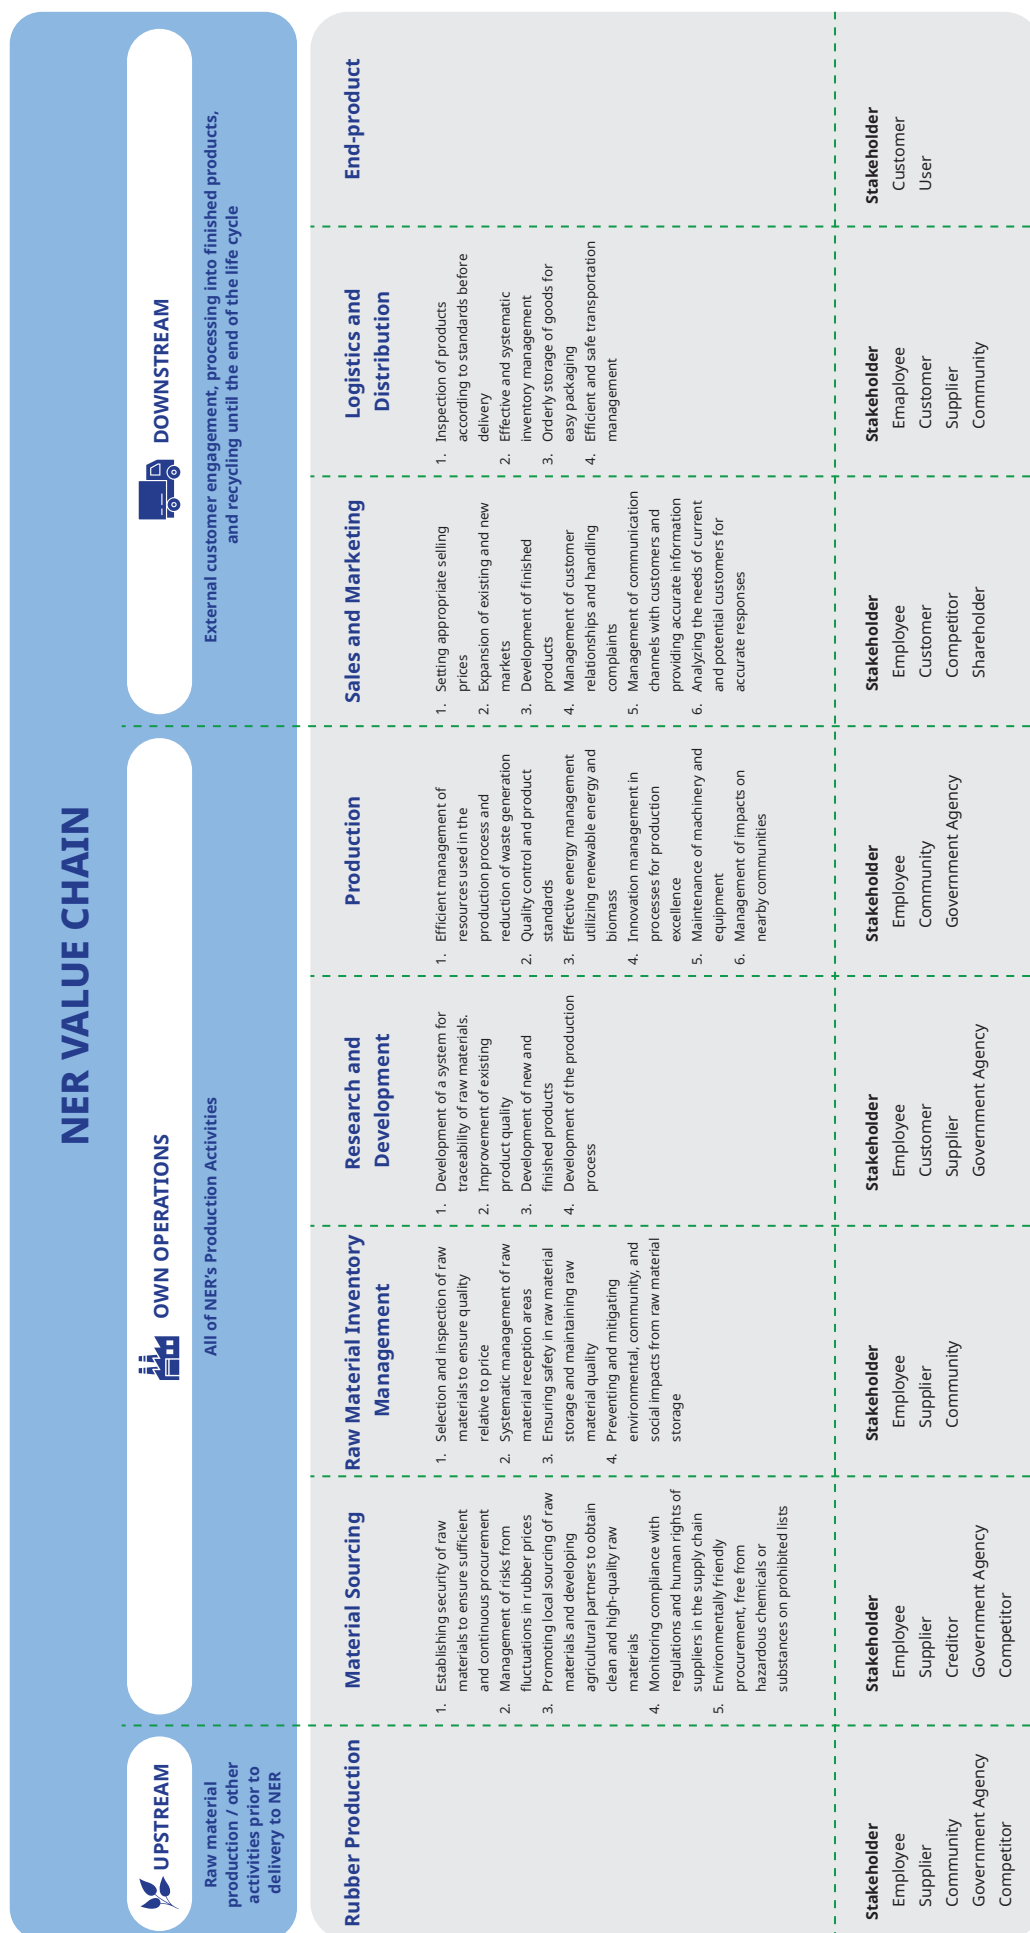 NER VALUE CHAIN
UPSTREAM
Raw material
production / other
activities prior to
delivery to NER
OWN OPERATIONS
All of NER’s Production Activities
DOWNSTREAM
External customer engagement, processing into finished products,
and recycling until the end of the life cycle
Rubber Production
Stakeholder
Employee
Supplier
Community
Government Agency
Competitor
Material Sourcing
1. Establishing security of raw
materials to ensure sufficient
and continuous procurement
2. Management of risks from
fluctuations in rubber prices
3. Promoting local sourcing of raw
materials and developing
agricultural partners to obtain
clean and high-quality raw
materials
4. Monitoring compliance with
regulations and human rights of
suppliers in the supply chain
5. Environmentally friendly
procurement, free from
hazardous chemicals or
substances on prohibited lists
Stakeholder
Employee
Supplier
Creditor
Government Agency
Competitor
Raw Material Inventory
Management
1. Selection and inspection of raw
materials to ensure quality
relative to price
2. Systematic management of raw
material reception areas
3. Ensuring safety in raw material
storage and maintaining raw
material quality
4. Preventing and mitigating
environmental, community, and
social impacts from raw material
storage
Stakeholder
Employee
Supplier
Community
Research and
Development
1. Development of a system for
traceability of raw materials.
2. Improvement of existing
product quality
3. Development of new and
finished products
4. Development of the production
process
Stakeholder
Employee
Customer
Supplier
Government Agency
Production
1. Efficient management of
resources used in the
production process and
reduction of waste generation
2. Quality control and product
standards
3. Effective energy management
utilizing renewable energy and
biomass
4. Innovation management in
processes for production
excellence
5. Maintenance of machinery and
equipment
6. Management of impacts on
nearby communities
Stakeholder
Employee
Community
Government Agency
Sales and Marketing
1. Setting appropriate selling
prices
2. Expansion of existing and new
markets
3. Development of finished
products
4. Management of customer
relationships and handling
complaints
5. Management of communication
channels with customers and
providing accurate information
6. Analyzing the needs of current
and potential customers for
accurate responses
Stakeholder
Employee
Customer
Competitor
Shareholder
Logistics and
Distribution
1. Inspection of products
according to standards before
delivery
2. Effective and systematic
inventory management
3. Orderly storage of goods for
easy packaging
4. Efficient and safe transportation
management
Stakeholder
Emaployee
Customer
Supplier
Community
End-product
Stakeholder
Customer
User